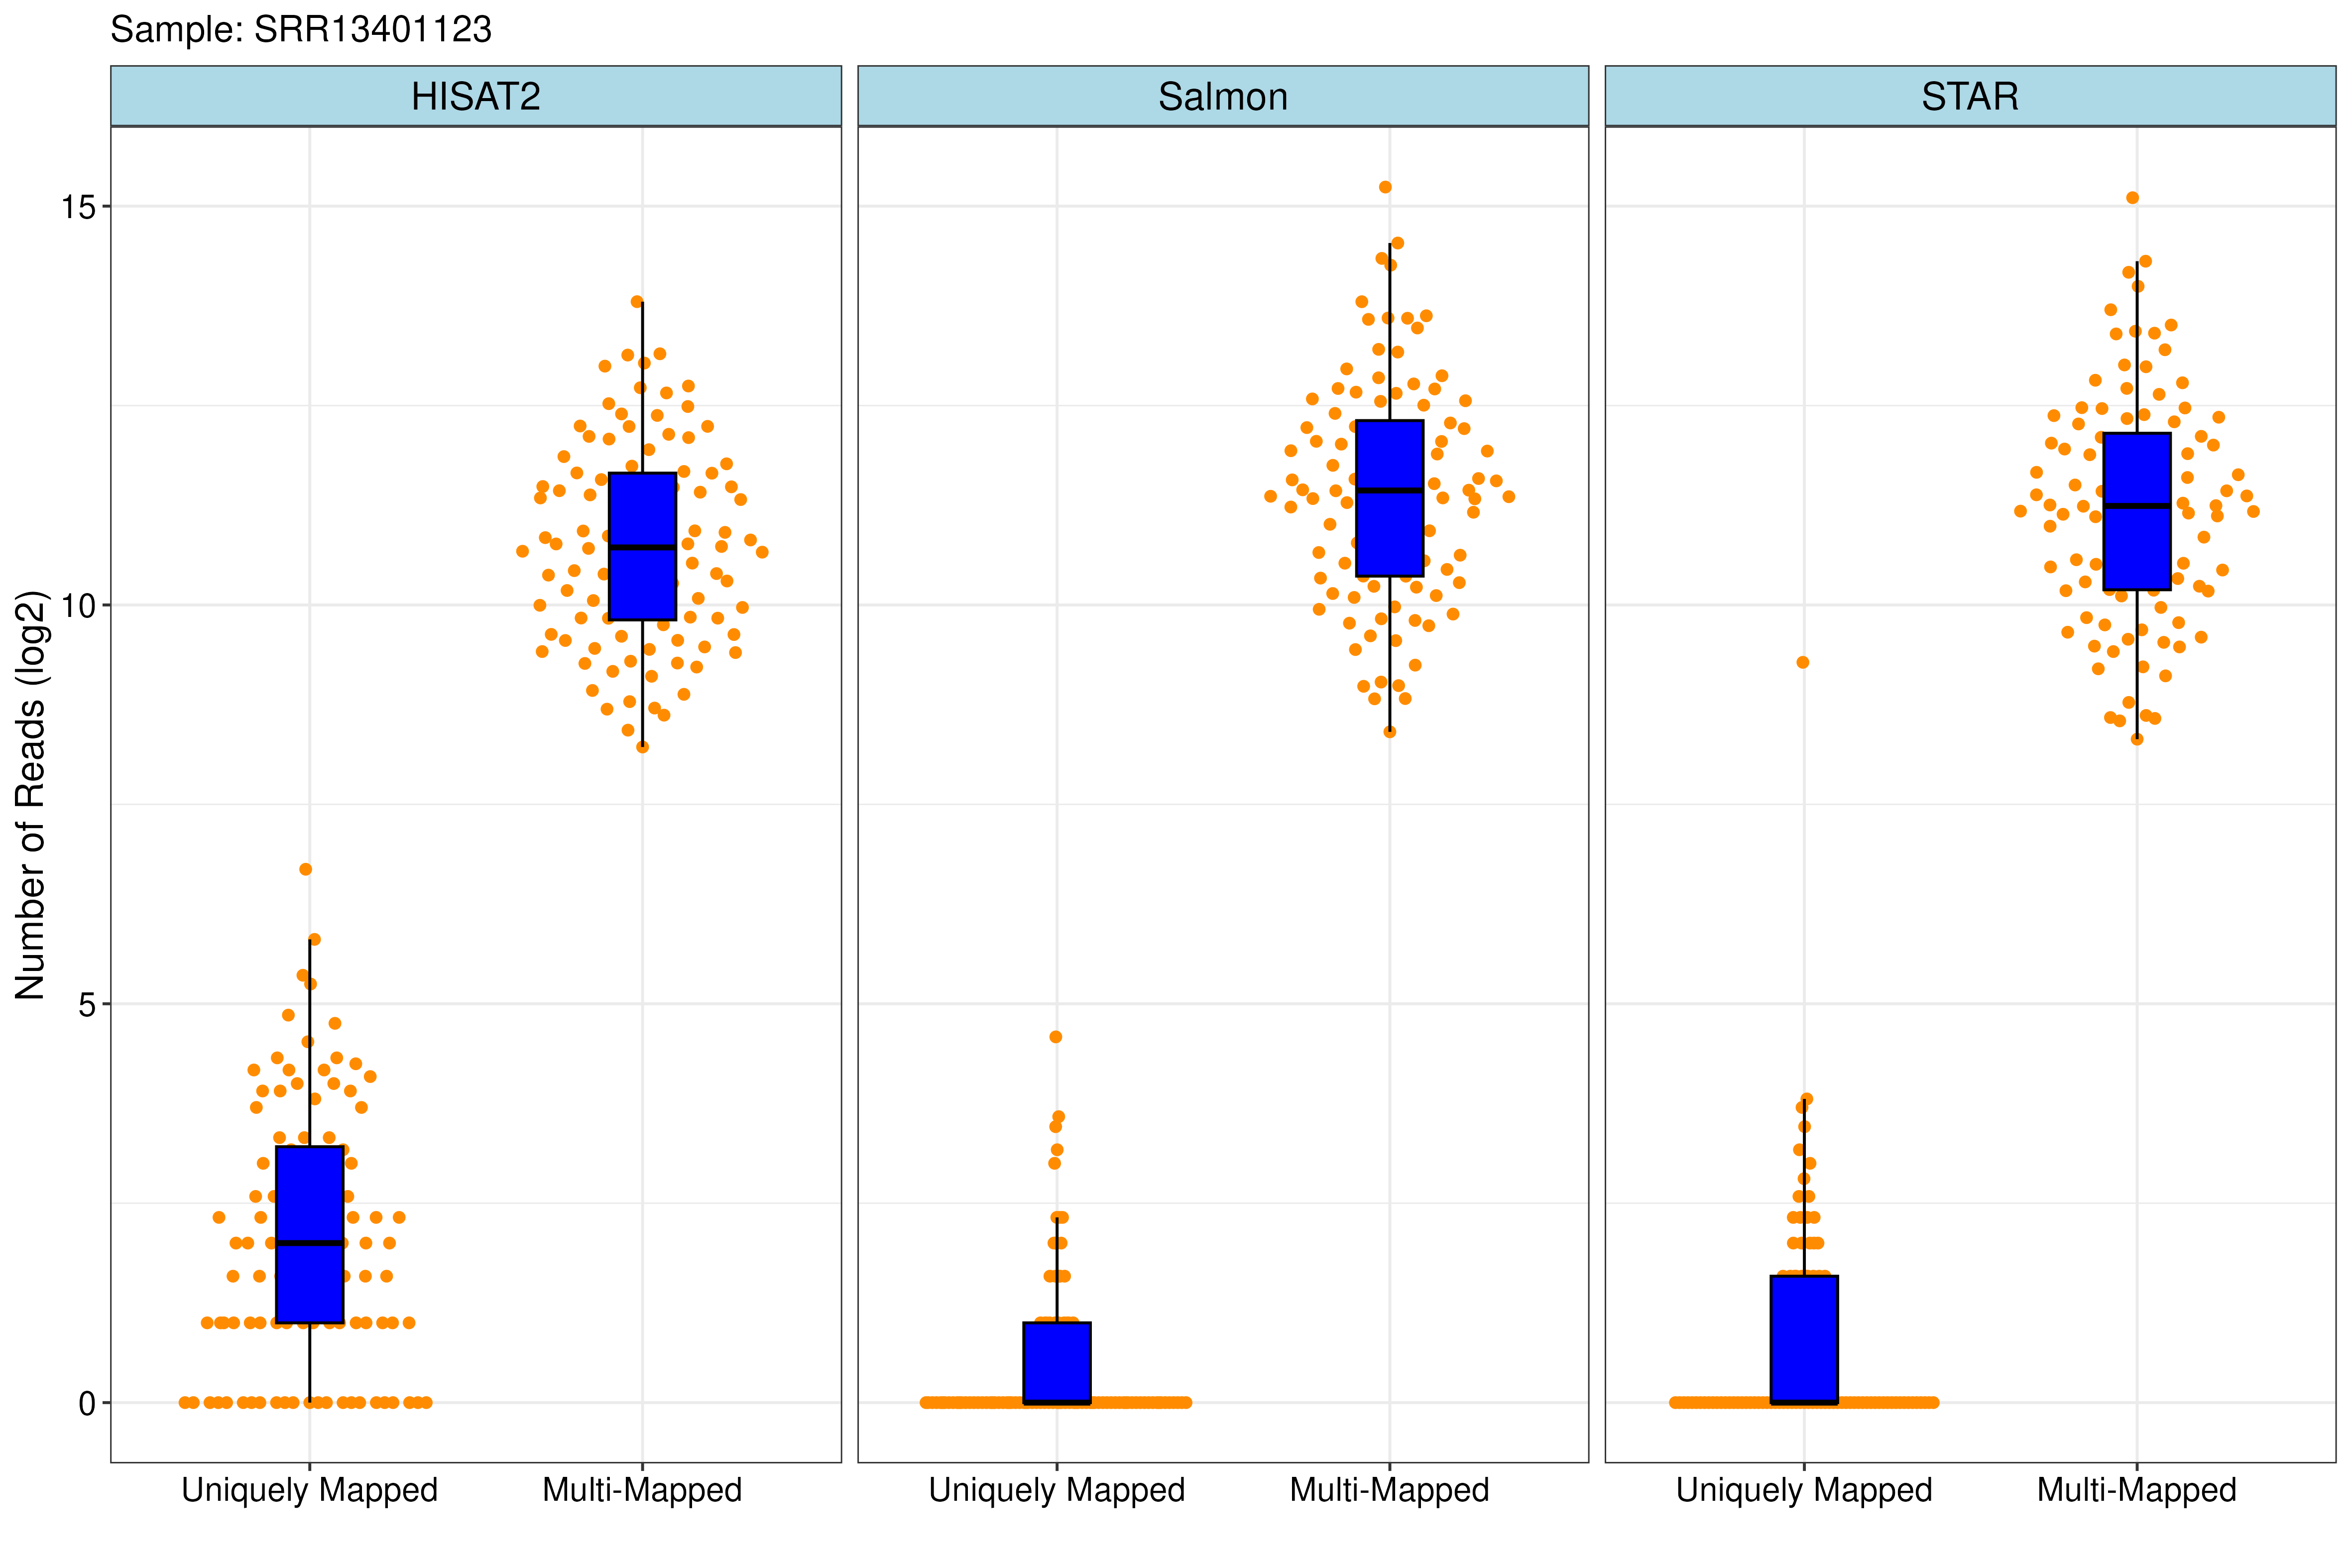 Sample: SRR13401123
HISAT2
Salmon
STAR
Number of Reads (log2)
15
10
5
0
Uniquely Mapped
Multi-Mapped
Uniquely Mapped
Multi-Mapped
Uniquely Mapped
Multi-Mapped